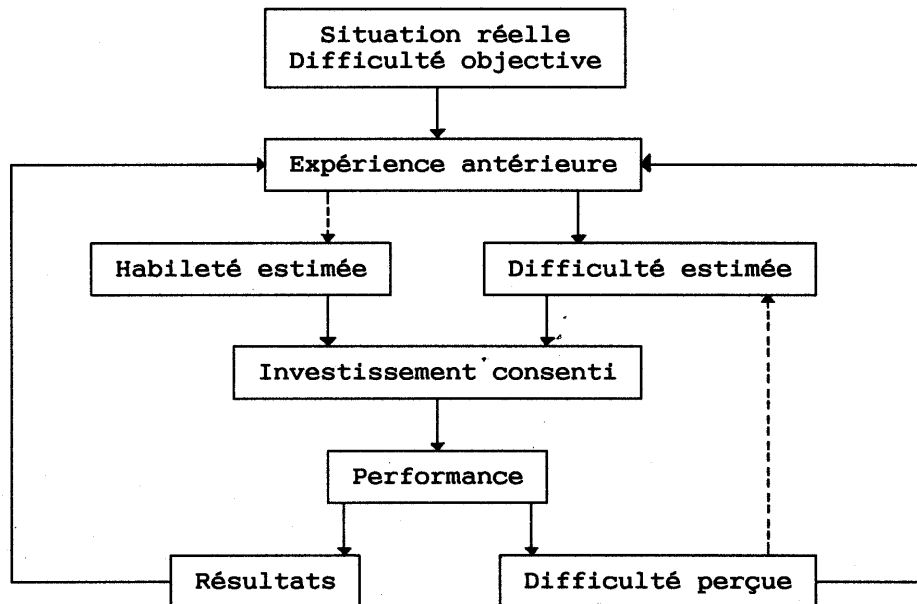 Situation réelle
Difficulté objective
Expérience antérieure
Habileté estimée
Difficulté estimée
Investissement consenti
Performance
Résultats
Difficulté perçue